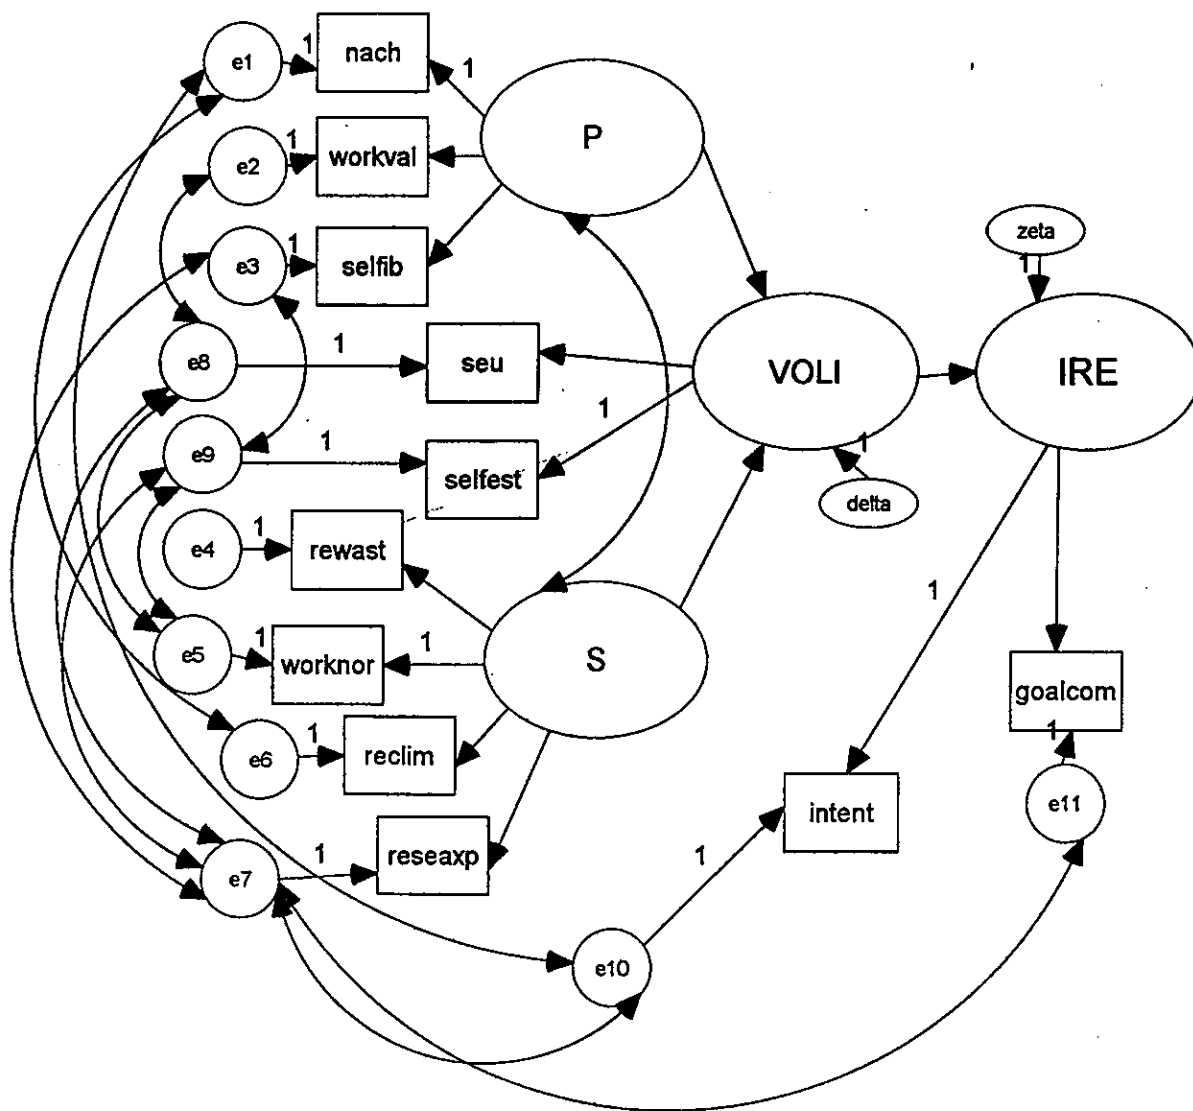 e1
1
nach
1
P
e2
1
workval
e3
1
selfib
zeta
1
e8
1
seu
VOLI
IRE
1
e9
1
selfest
1
delta
e4
1
rewast
1
e5
1
worknor
1
S
goalcom
1
e6
1
reclim
intent
e11
e7
1
reseaxp
1
e10